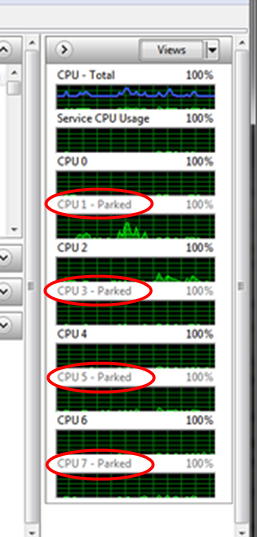 Views
CPU - Total 100%
Service CPU Usage 100%
CPU 0 100%
CPU 1 - Parked 100%
CPU 2 100%
CPU 3 - Parked 100%
CPU 4 100%
CPU 5 - Parked 100%
CPU 6 100%
CPU 7 - Parked 100%